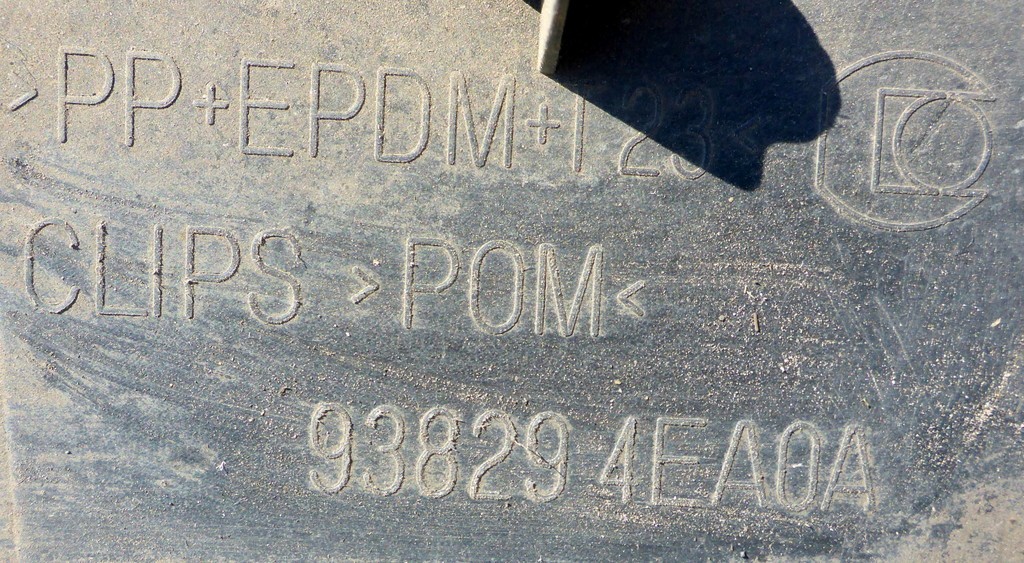 >PP+EPDM+T23<
CLIPS >POM<
93829 4EA0A